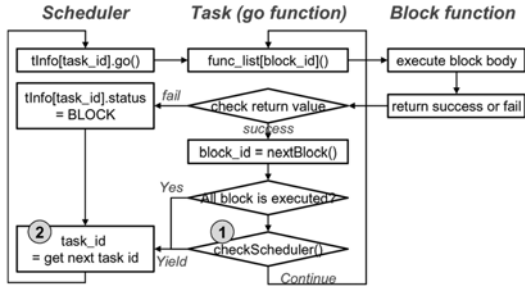 Scheduler
Task (go function)
Block function
tInfo[task_id].go()
func_list[block_id]()
execute block body
tInfo[task_id].status
= BLOCK
fail
check return value
return success or fail
success
block_id = nextBlock()
Yes
All block is executed?
2
task_id
= get next task id
1
checkScheduler()
Yield
Continue